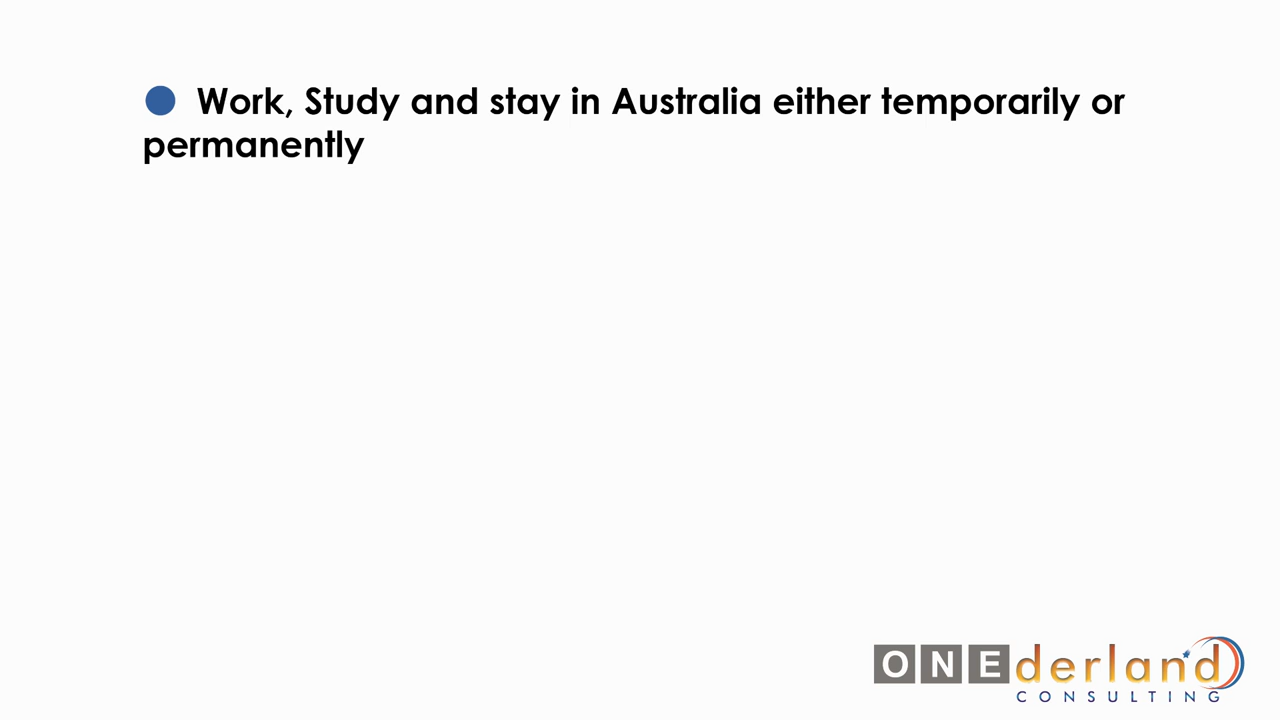 Work, Study and stay in Australia either temporarily or
permanently
ONEderland
CONSULTING